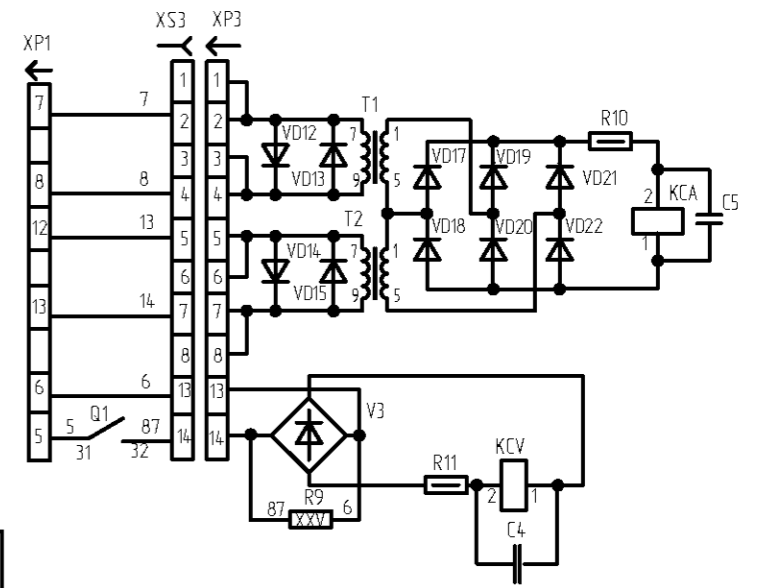 XS3 XP3
XP1
7 7 1 1
2 2 VD12 7 T1 1 R10
3 3 VD13 VD17 VD19
8 8 4 4 9 5 VD21 2 KCA C5
12 13 5 5 T2 VD18 VD20 VD22 1
6 6 VD14 7 1
VD15
13 14 7 7 9 5
8 8
6 6 13 13
5 5 Q1 87 14 14 V3
31 32 KCV
R11
87 R9 6 2 1
XXV C4